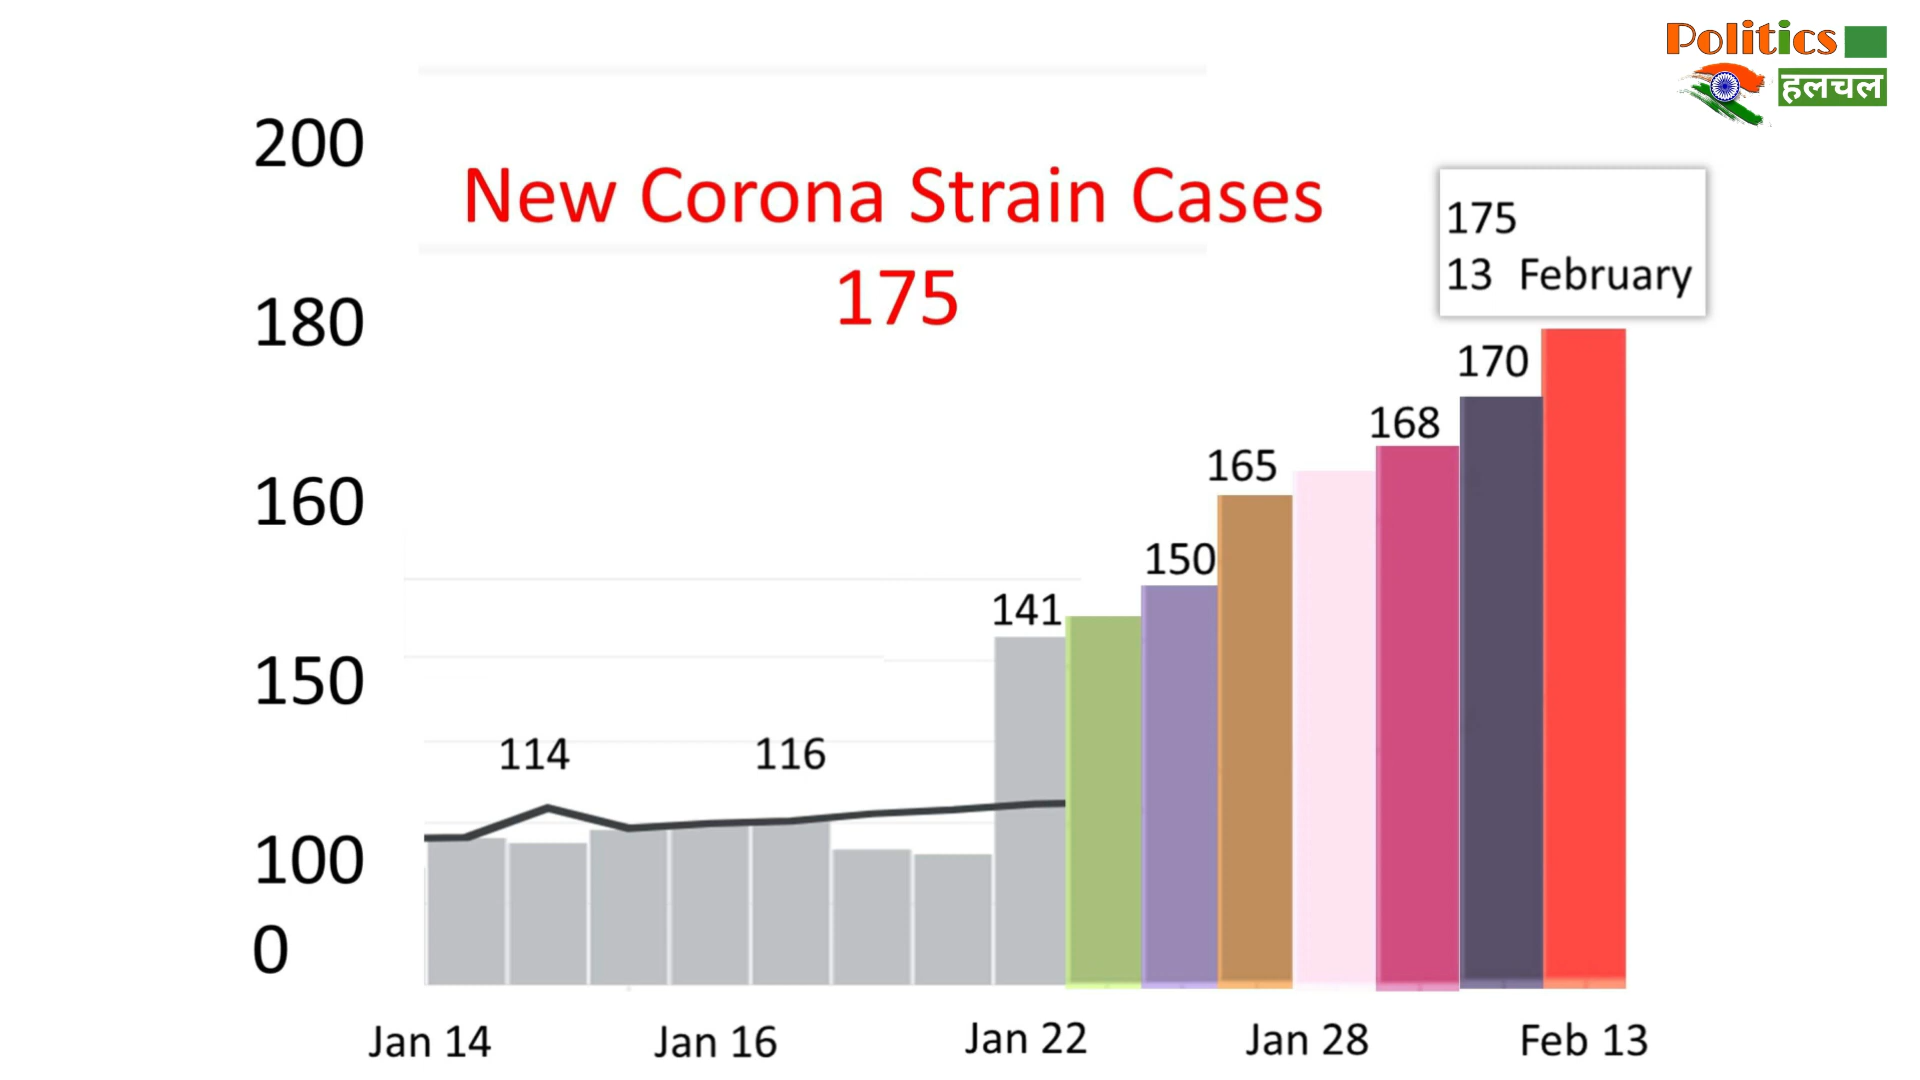 Politics
हलचल
200
New Corona Strain Cases
175
175
13 February
180
170
168
165
160
150
141
150
114
116
100
0
Jan 14
Jan 16
Jan 22
Jan 28
Feb 13